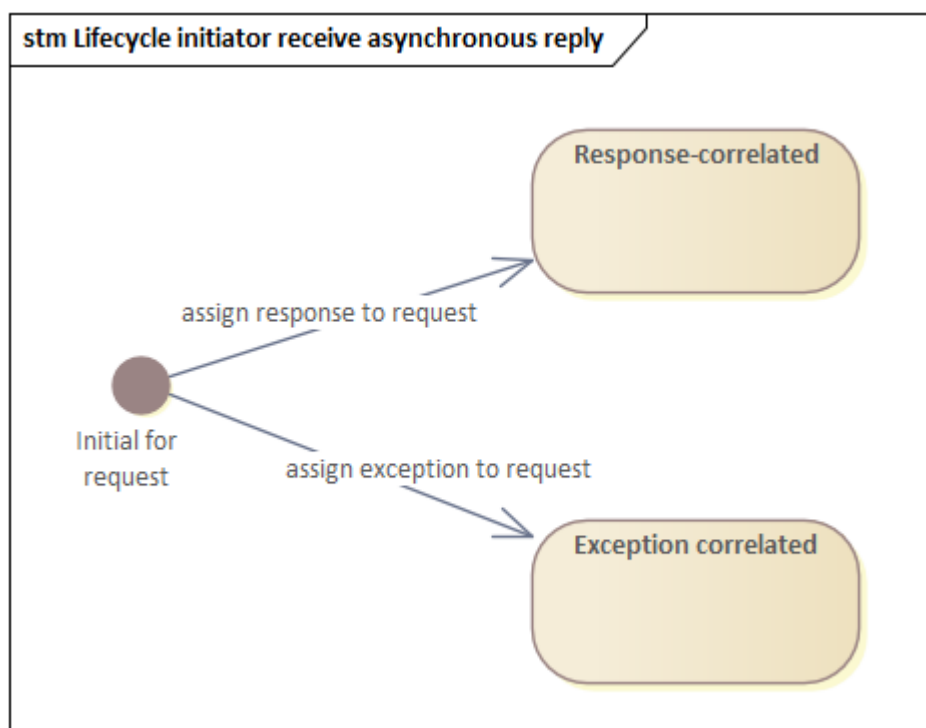 stm Lifecycle initiator receive asynchronous reply
Response-correlated
assign response to request
Initial for
request
assign exception to request
Exception correlated